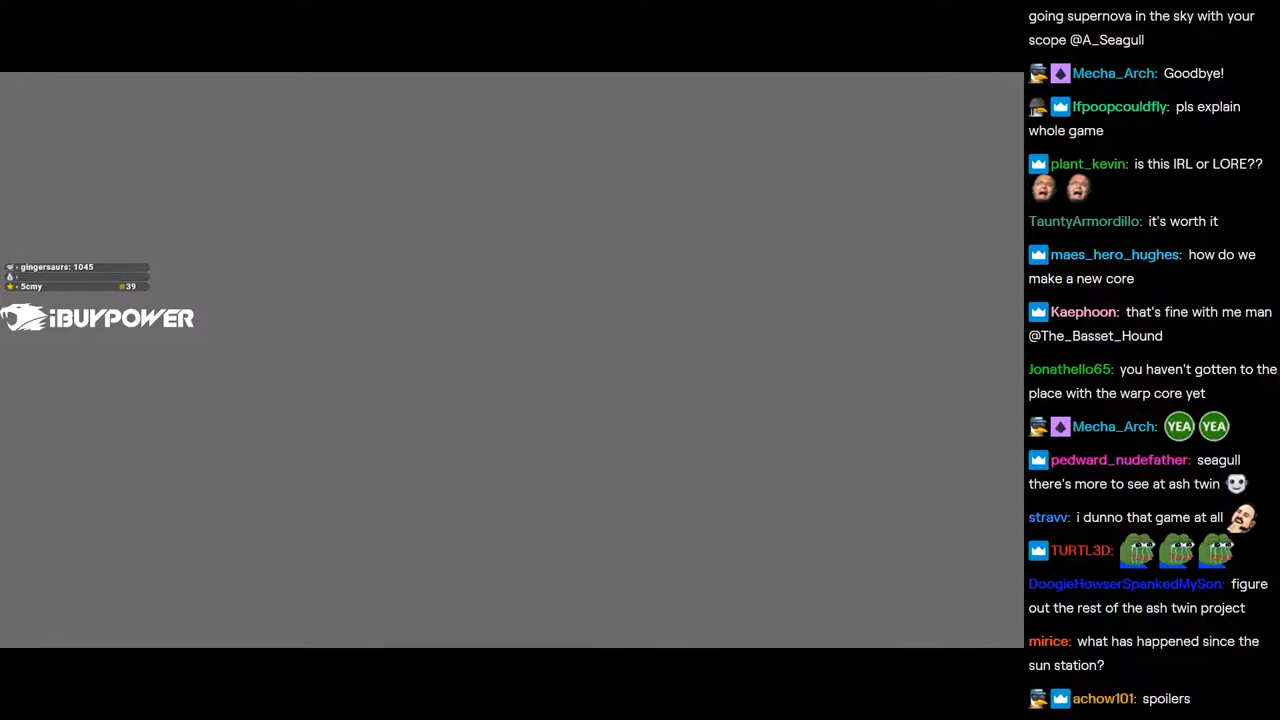 gingersaurs: 1045
5cmy 39
iBUYPOWER
going supernova in the sky with your
scope @A_Seagull
Mecha_Arch: Goodbye!
Ifpoopcouldfly: pls explain
whole game
plant_kevin: is this IRL or LORE??
TauntyArmordillo: it's worth it
maes_hero_hughes: how do we
make a new core
Kaephoon: that's fine with me man
@The_Basset_Hound
Jonathello65: you haven't gotten to the
place with the warp core yet
Mecha_Arch: YEA YEA
pedward_nudefather: seagull
there's more to see at ash twin
stravv: i dunno that game at all
TURTL3D:
DoogieHowserSpankedMySon: figure
out the rest of the ash twin project
mirice: what has happened since the
sun station?
achow101: spoilers